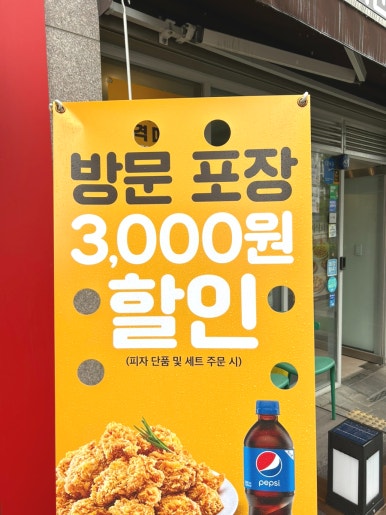 방문 포장
3,000원
할인
(피자 단품 및 세트 주문 시)
pepsi